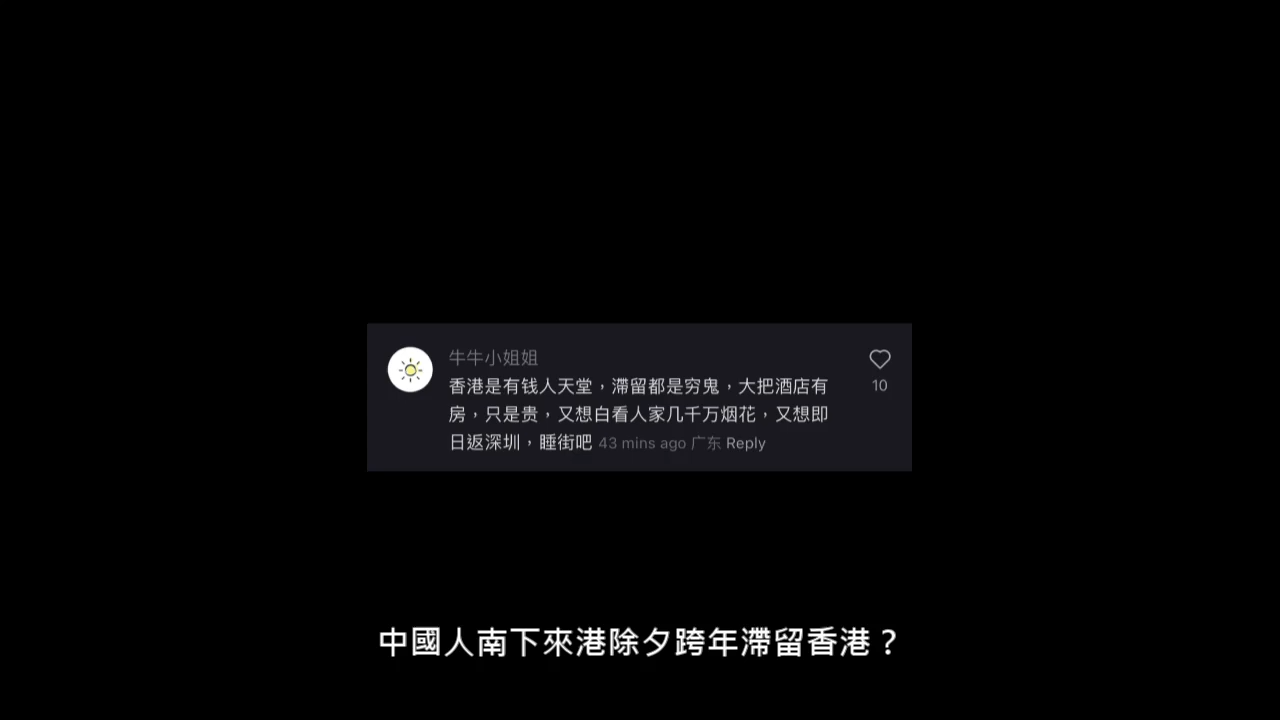 牛牛小姐姐
香港是有钱人天堂，滞留都是穷鬼，大把酒店有
房，只是贵，又想白看人家几千万烟花，又想即
日返深圳，睡街吧 43 mins ago 广东 Reply
10
中國人南下來港除夕跨年滯留香港？